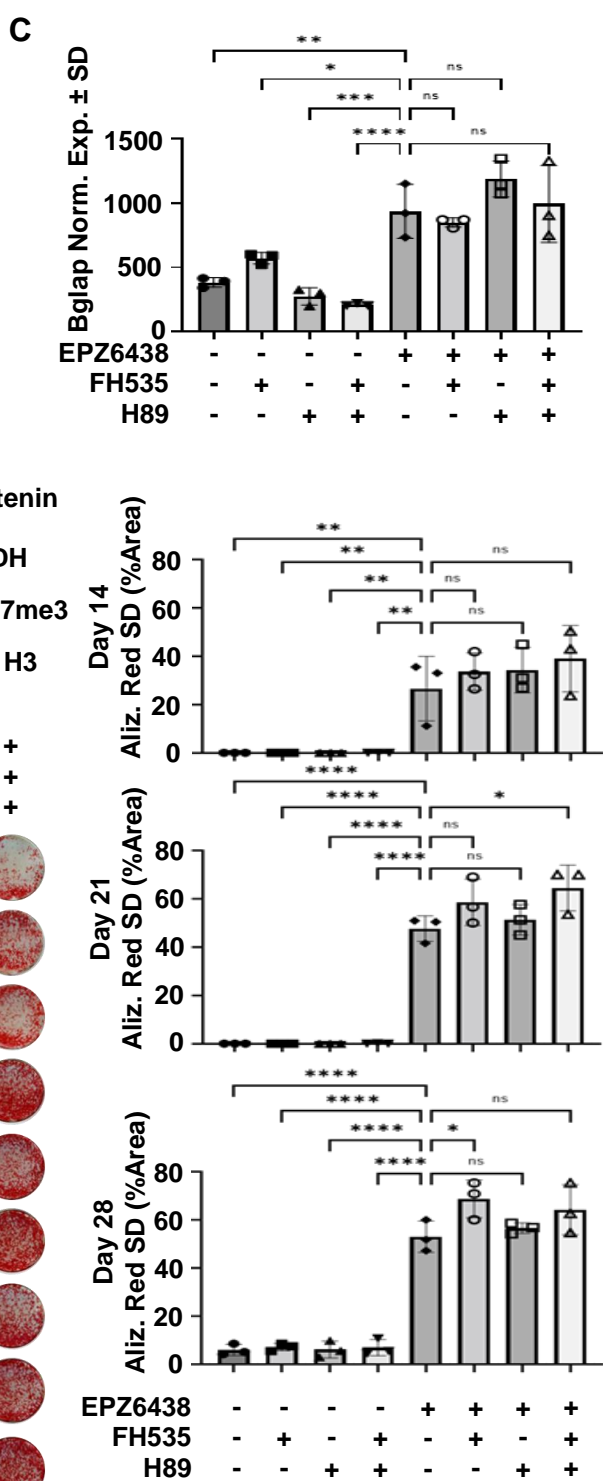 C
Bglap Norm. Exp. ± SD
**
* ns
*** ns
**** ns
1500
1000
500
0
EPZ6438 - - - - + + + +
FH535 - + - + - + - +
H89 - - + + - - + +
tenin
DH
7me3
H3
+
+
+
Day 14
Aliz. Red SD (%Area)
**
** ns
** ns
** ns
80
60
40
20
0
Day 21
Aliz. Red SD (%Area)
****
**** *
**** ns
**** ns
80
60
40
20
0
Day 28
Aliz. Red SD (%Area)
****
**** ns
**** *
**** ns
80
60
40
20
0
EPZ6438 - - - - + + + +
FH535 - + - + - + - +
H89 - - + + - - + +